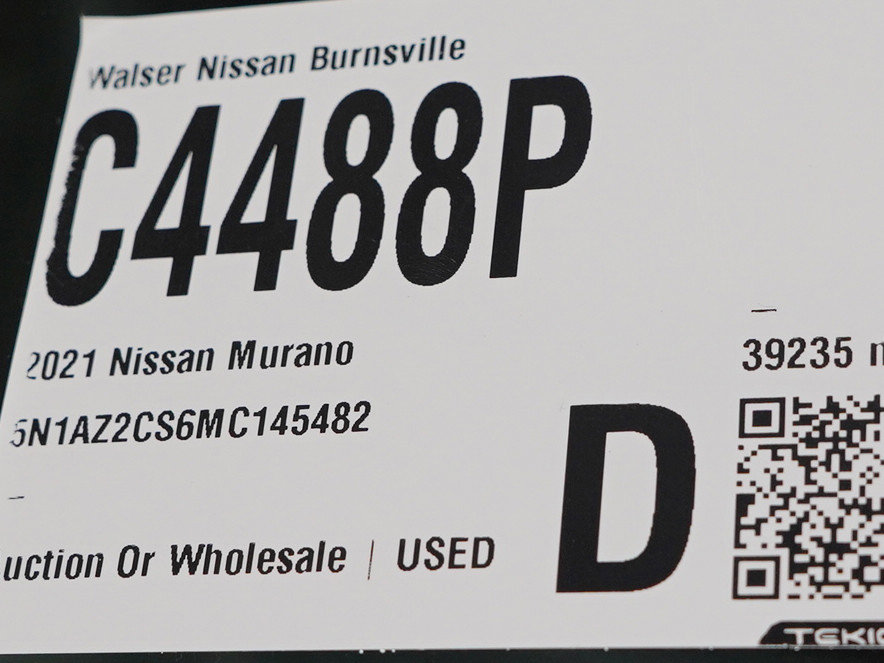 Walser Nissan Burnsville
C4488P
2021 Nissan Murano
39235
5N1AZ2CS6MC145482
D
uction Or Wholesale | USED